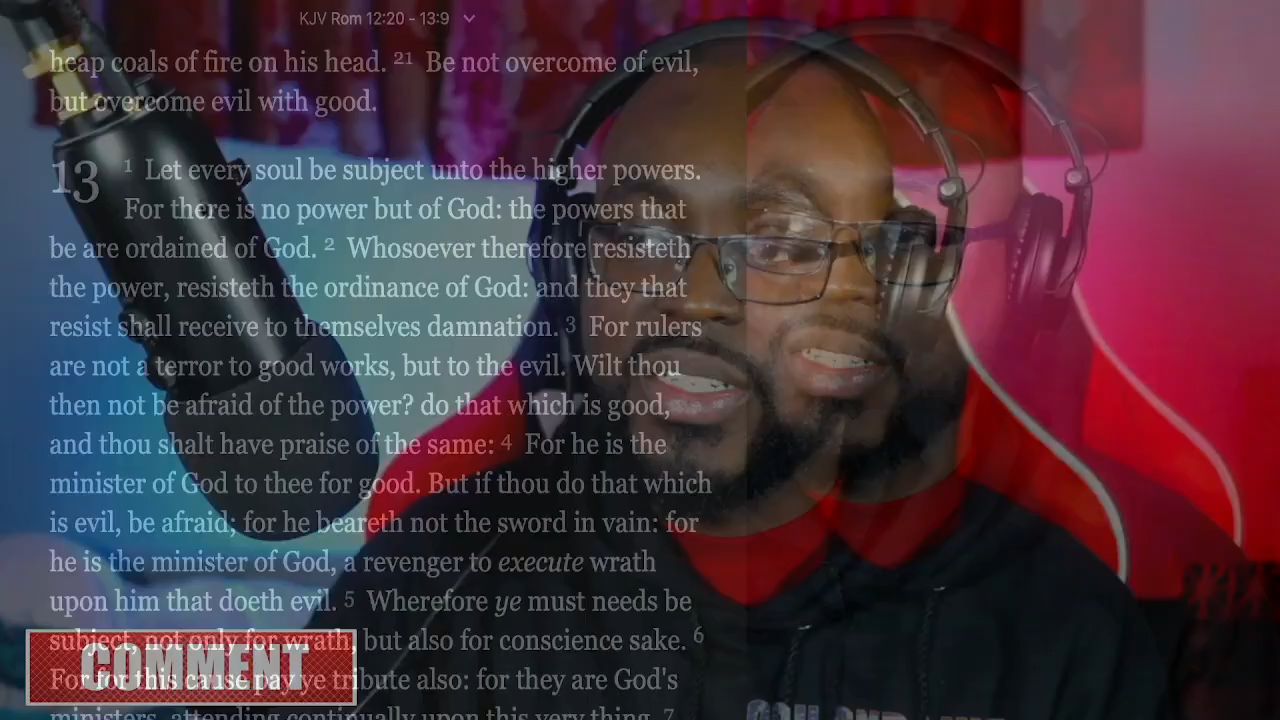 KJV Rom 12:20 - 13:9
heap coals of fire on his head. 21 Be not overcome of evil,
but overcome evil with good.
13 1 Let every soul be subject unto the higher powers.
For there is no power but of God: the powers that
be are ordained of God. 2 Whosoever therefore resisteth
the power, resisteth the ordinance of God: and they that
resist shall receive to themselves damnation. 3 For rulers
are not a terror to good works, but to the evil. Wilt thou
then not be afraid of the power? do that which is good,
and thou shalt have praise of the same: 4 For he is the
minister of God to thee for good. But if thou do that which
is evil, be afraid; for he beareth not the sword in vain: for
he is the minister of God, a revenger to execute wrath
upon him that doeth evil. 5 Wherefore ye must needs be
subject, not only for wrath, but also for conscience sake. 6
For for this cause pay ye tribute also: for they are God's
ministers, attending continually upon this very thing. 7
COMMENT